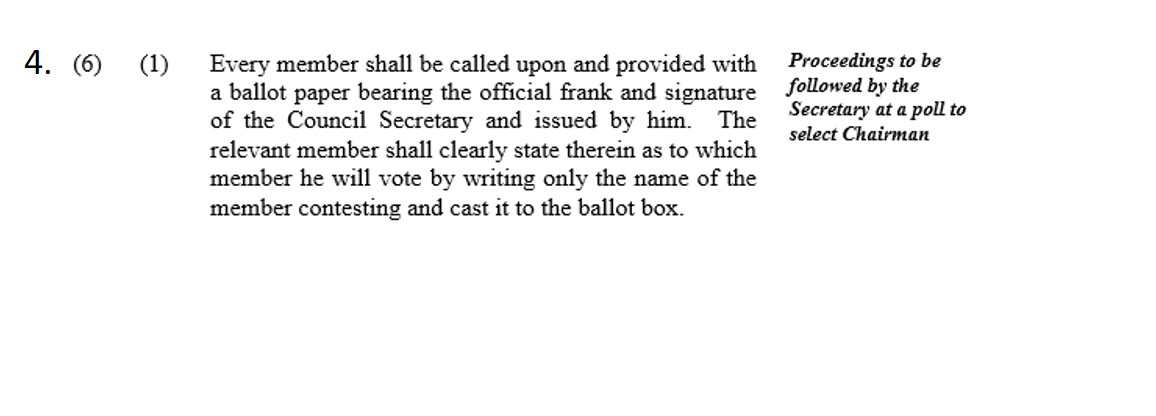 4. (6) (1) Every member shall be called upon and provided with
a ballot paper bearing the official frank and signature
of the Council Secretary and issued by him. The
relevant member shall clearly state therein as to which
member he will vote by writing only the name of the
member contesting and cast it to the ballot box.
Proceedings to be
followed by the
Secretary at a poll to
select Chairman